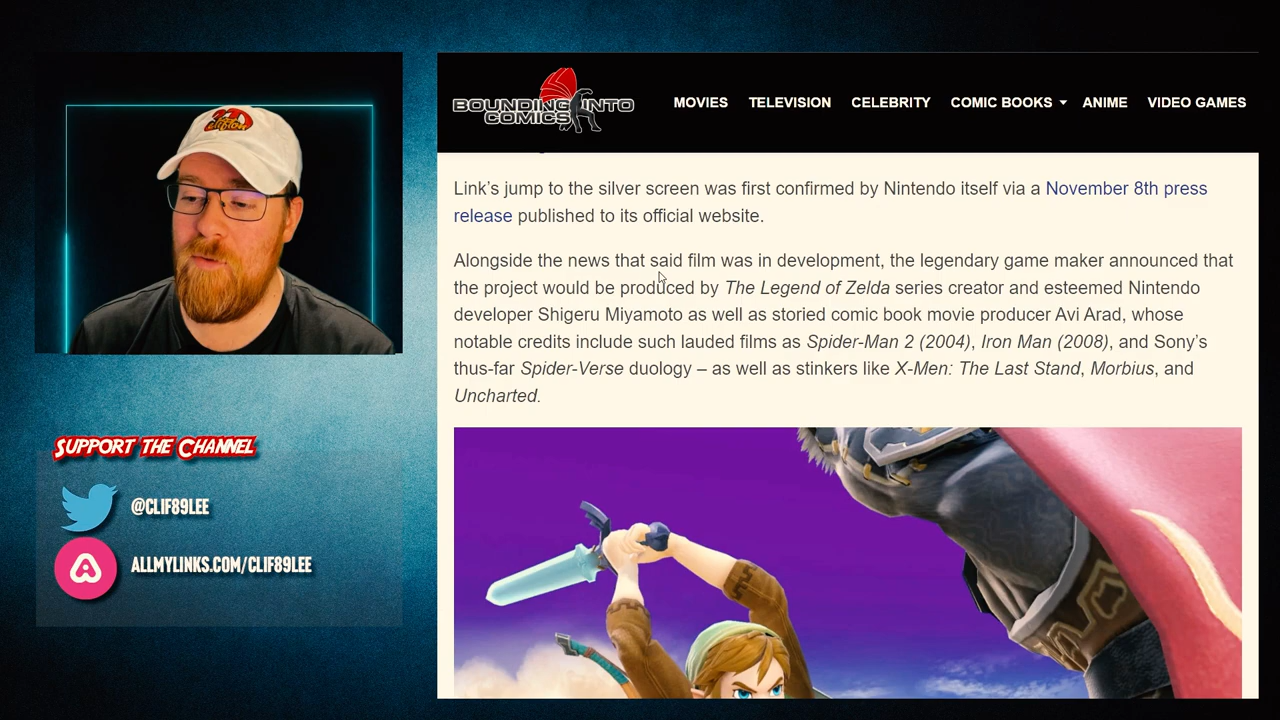 BOUNDING INTO
COMICS
MOVIES TELEVISION CELEBRITY COMIC BOOKS ANIME VIDEO GAMES
Link's jump to the silver screen was first confirmed by Nintendo itself via a November 8th press
release published to its official website.
Alongside the news that said film was in development, the legendary game maker announced that
the project would be produced by The Legend of Zelda series creator and esteemed Nintendo
developer Shigeru Miyamoto as well as storied comic book movie producer Avi Arad, whose
notable credits include such lauded films as Spider-Man 2 (2004), Iron Man (2008), and Sony's
thus-far Spider-Verse duology – as well as stinkers like X-Men: The Last Stand, Morbius, and
Uncharted.
SUPPORT THE CHANNEL
@CLIF89LEE
ALLMYLINKS.COM/CLIF89LEE